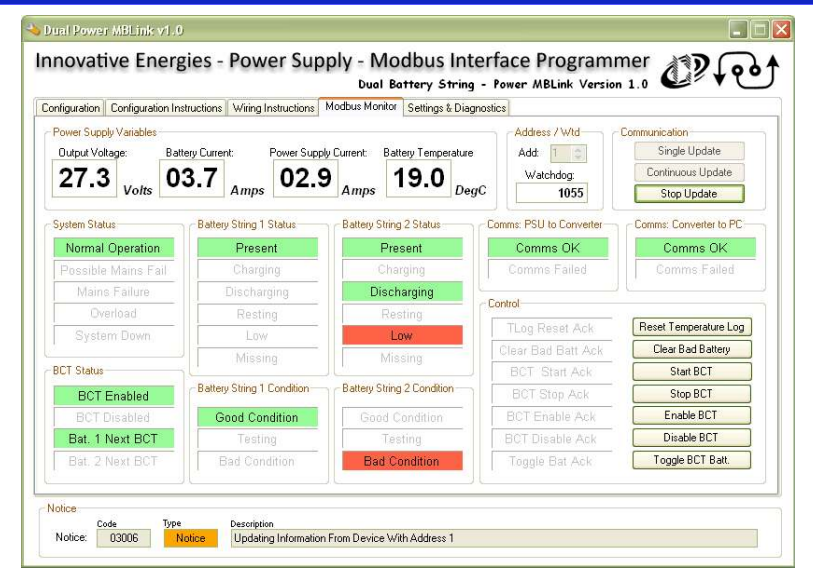 Dual Power MBLink v1.0
Innovative Energies - Power Supply - Modbus Interface Programmer
Dual Battery String - Power MBLink Version 1.0
Configuration Configuration Instructions Wiring Instructions Modbus Monitor Settings & Diagnostics
Power Supply Variables
Output Voltage: Battery Current: Power Supply Current: Battery Temperature
27.3 Volts 03.7 Amps 02.9 Amps 19.0 DegC
Address / Wtd
Add: 1
Watchdog:
1055
Communication
Single Update
Continuous Update
Stop Update
System Status
Normal Operation
Possible Mains Fail
Mains Failure
Overload
System Down
Battery String 1 Status
Present
Charging
Discharging
Resting
Low
Missing
Battery String 2 Status
Present
Charging
Discharging
Resting
Low
Missing
Comms: PSU to Converter
Comms OK
Comms Failed
Comms: Converter to PC
Comms OK
Comms Failed
BCT Status
BCT Enabled
BCT Disabled
Bat. 1 Next BCT
Bat. 2 Next BCT
Battery String 1 Condition
Good Condition
Testing
Bad Condition
Battery String 2 Condition
Good Condition
Testing
Bad Condition
Control
TLog Reset Ack Reset Temperature Log
Clear Bad Batt Ack Clear Bad Battery
BCT Start Ack Start BCT
BCT Stop Ack Stop BCT
BCT Enable Ack Enable BCT
BCT Disable Ack Disable BCT
Toggle Bat Ack Toggle BCT Batt.
Notice
Code Type Description
Notice: 03006 Notice Updating Information From Device With Address 1